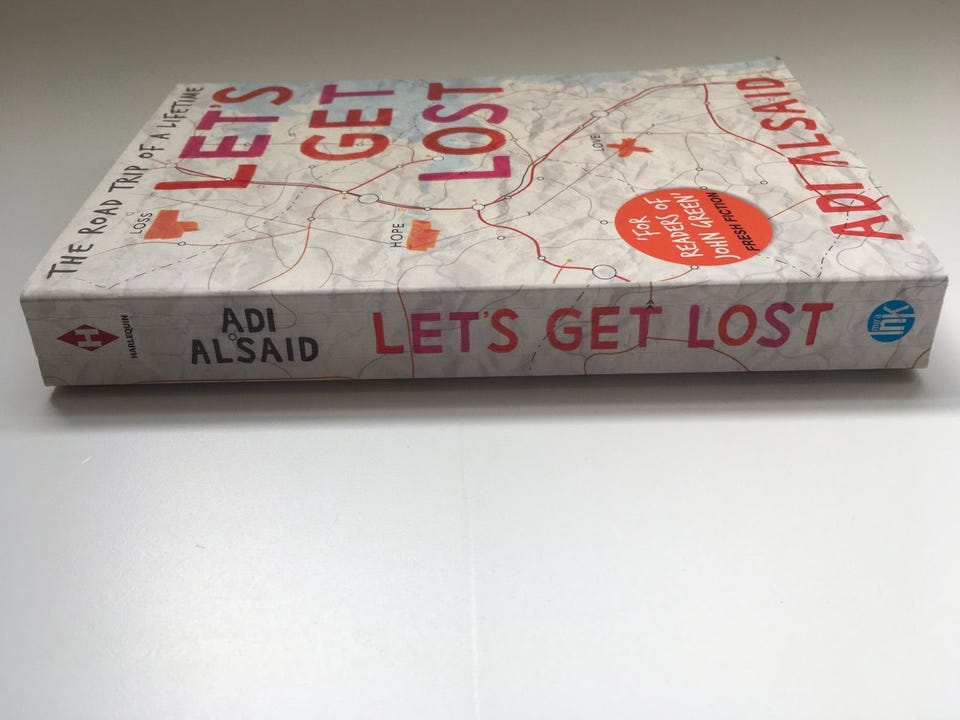 THE ROAD TRIP OF A LIFETIME
LET'S
GET
LOST
LOSS
HOPE
LOVE
'FOR
READERS OF
JOHN GREEN'
FRESH FICTION
ADI ALSAID
H
HARLEQUIN
ADI
ALSAID
LET'S GET LOST
mira
ink